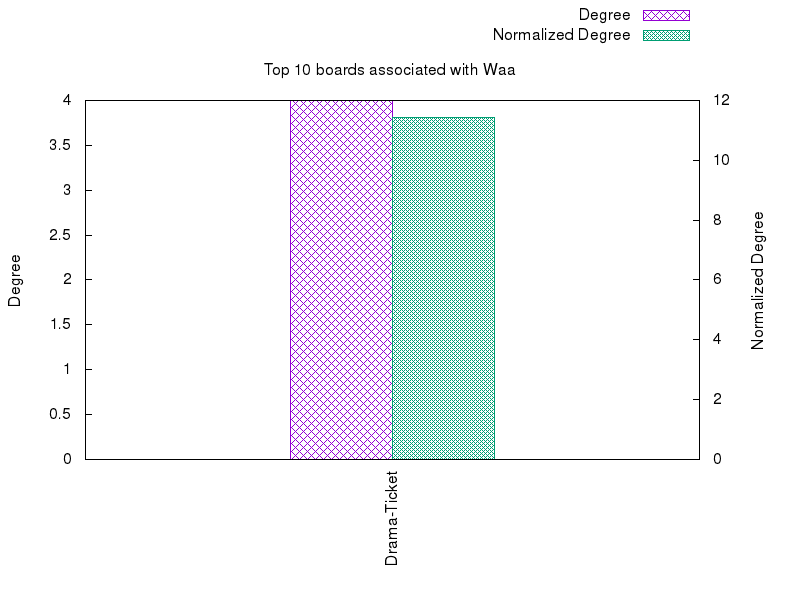 Degree
Normalized Degree
Top 10 boards associated with Waa
4
3.5
3
2.5
2
1.5
1
0.5
0
Degree
12
10
8
6
4
2
0
Normalized Degree
Drama-Ticket